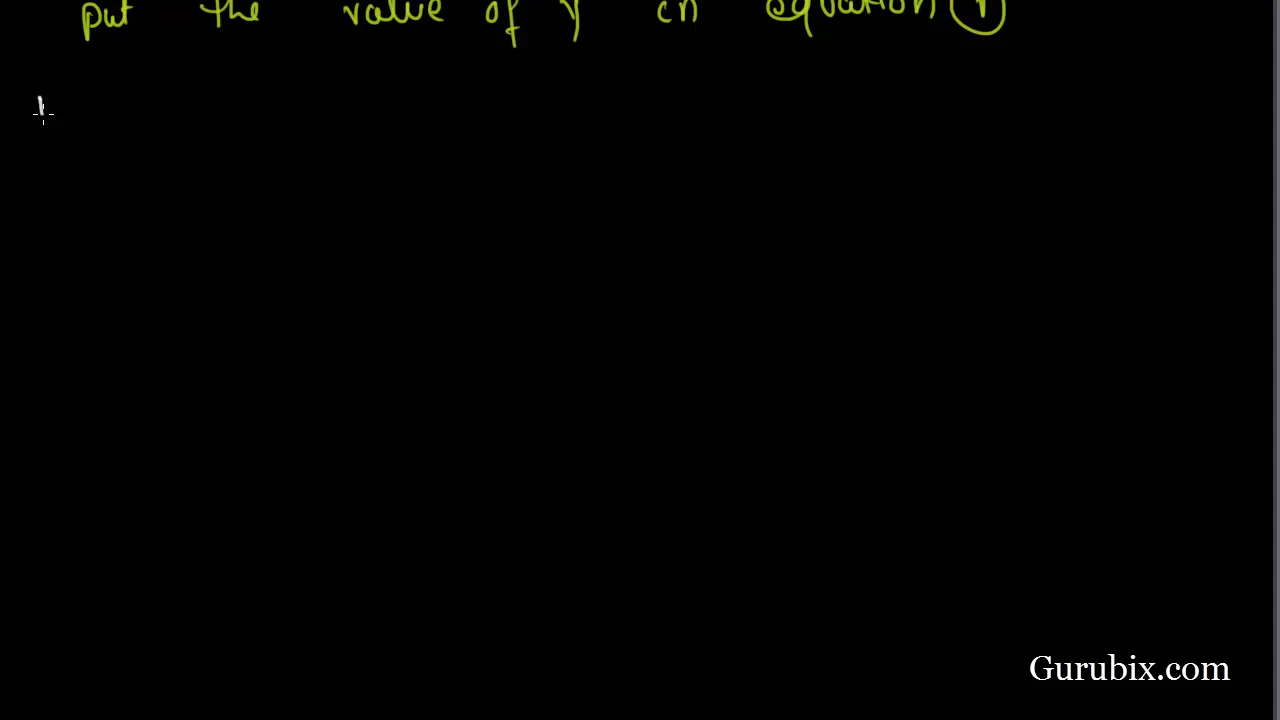 put the value of y in equation 1
Gurubix.com